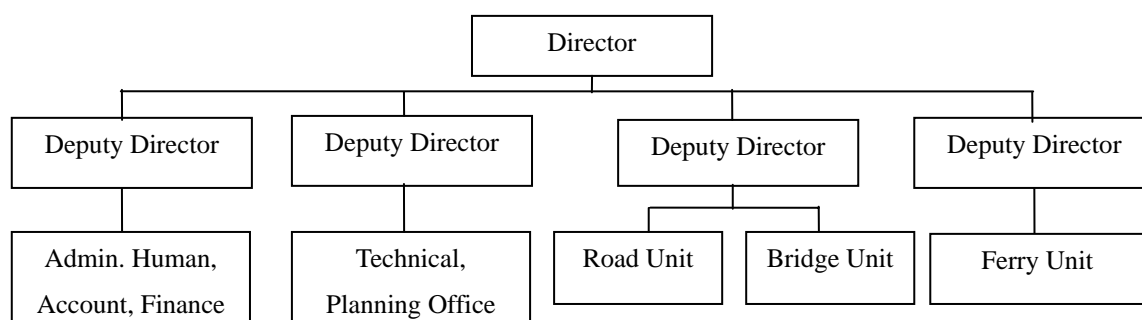 Director
Deputy Director
Deputy Director
Deputy Director
Deputy Director
Admin. Human,
Account, Finance
Technical,
Planning Office
Road Unit
Bridge Unit
Ferry Unit